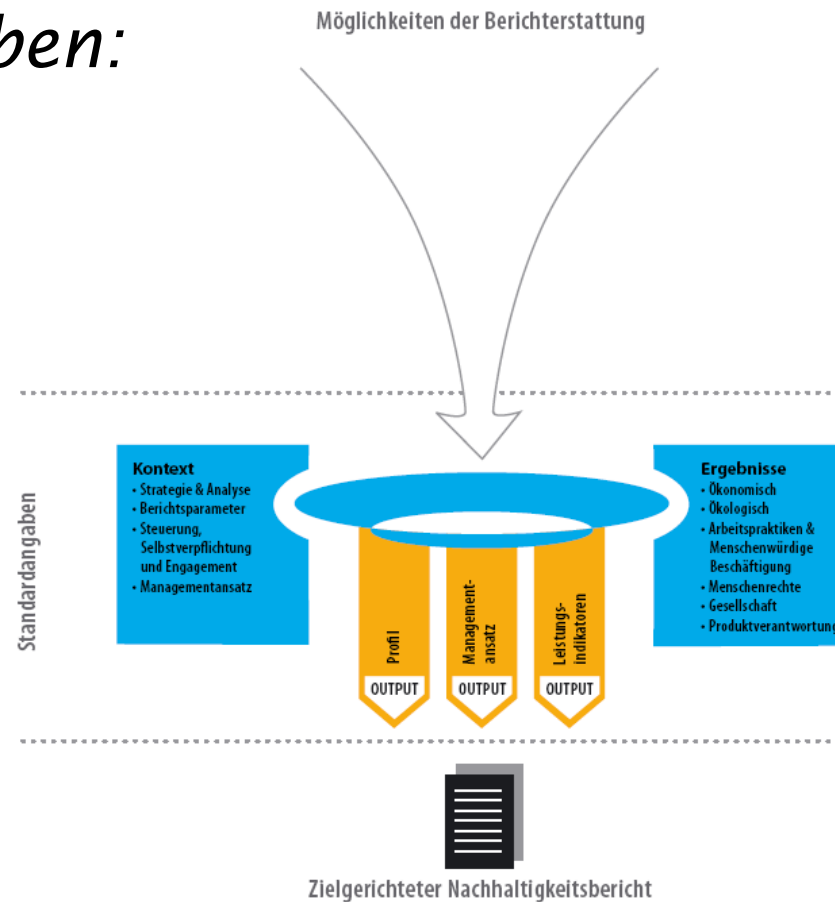 ben:
Möglichkeiten der Berichterstattung
Standardangaben
Kontext
• Strategie & Analyse
• Berichtsparameter
• Steuerung,
Selbstverpflichtung
und Engagement
• Managementansatz
Profil
Management-
ansatz
Leistungs-
indikatoren
OUTPUT
OUTPUT
OUTPUT
Ergebnisse
• Ökonomisch
• Ökologisch
• Arbeitspraktiken &
Menschenwürdige
Beschäftigung
• Menschenrechte
• Gesellschaft
• Produktverantwortung
Zielgerichteter Nachhaltigkeitsbericht